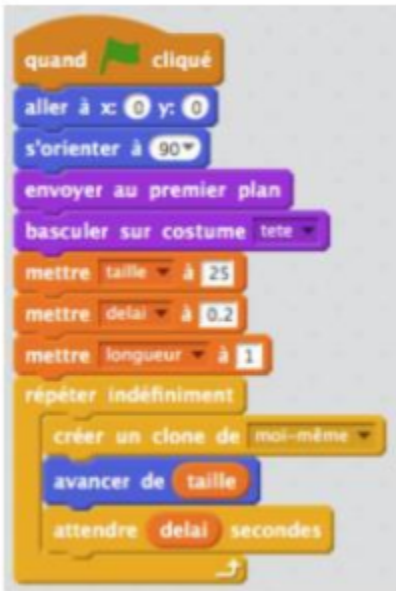 quand cliqué
aller à x: 0 y: 0
s'orienter à 90
envoyer au premier plan
basculer sur costume tete
mettre taille à 25
mettre delai à 0.2
mettre longueur à 1
répéter indéfiniment
créer un clone de moi-même
avancer de taille
attendre delai secondes